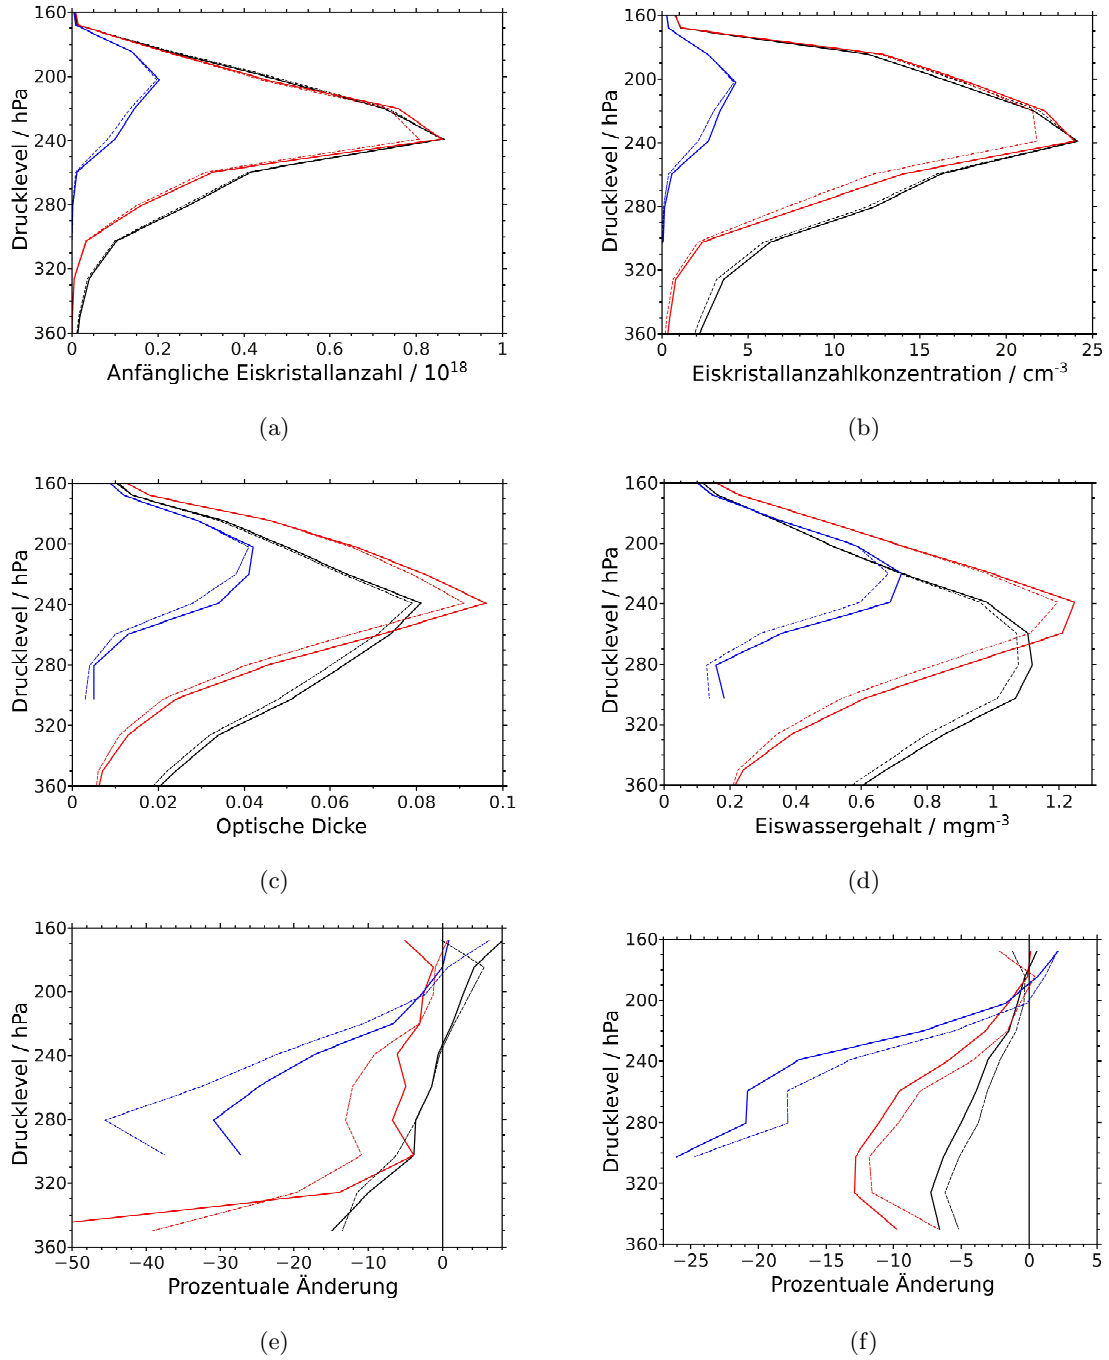 160
200
240
280
320
360
Drucklevel / hPa
0 0.2 0.4 0.6 0.8 1
Anfängliche Eiskristallanzahl / 10¹⁸
(a)
160
200
240
280
320
360
Drucklevel / hPa
0 5 10 15 20 25
Eiskristallanzahlkonzentration / cm⁻³
(b)
160
200
240
280
320
360
Drucklevel / hPa
0 0.02 0.04 0.06 0.08 0.1
Optische Dicke
(c)
160
200
240
280
320
360
Drucklevel / hPa
0 0.2 0.4 0.6 0.8 1 1.2
Eiswassergehalt / mgm⁻³
(d)
160
200
240
280
320
360
Drucklevel / hPa
−50 −40 −30 −20 −10 0
Prozentuale Änderung
(e)
160
200
240
280
320
360
Drucklevel / hPa
−25 −20 −15 −10 −5 0 5
Prozentuale Änderung
(f)